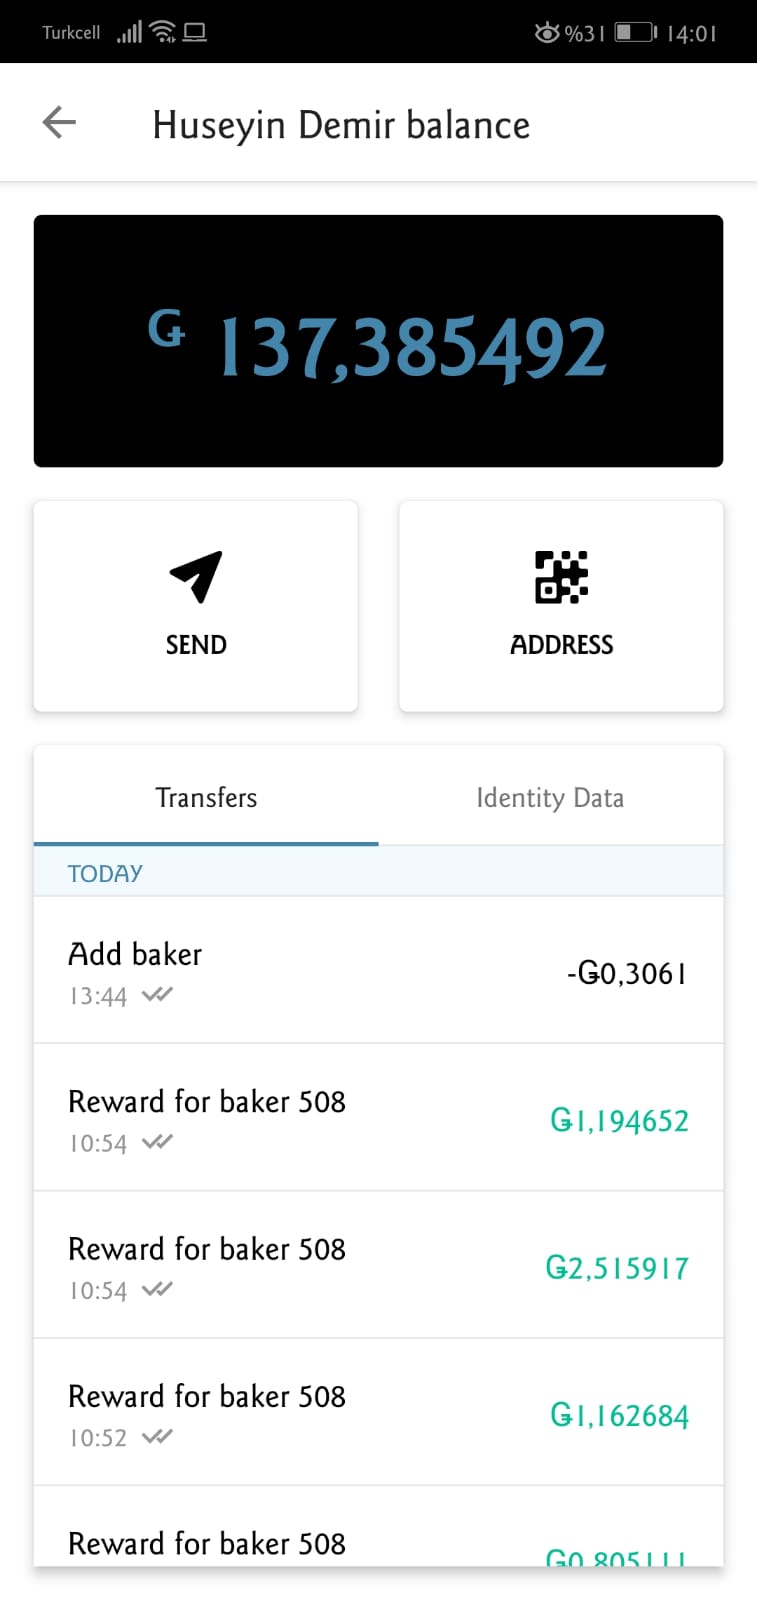 Turkcell %31 14:01
Huseyin Demir balance
G 137,385492
SEND
ADDRESS
Transfers Identity Data
TODAY
Add baker
-G0,3061
13:44
Reward for baker 508
G1,194652
10:54
Reward for baker 508
G2,515917
10:54
Reward for baker 508
G1,162684
10:52
Reward for baker 508
G0,805111